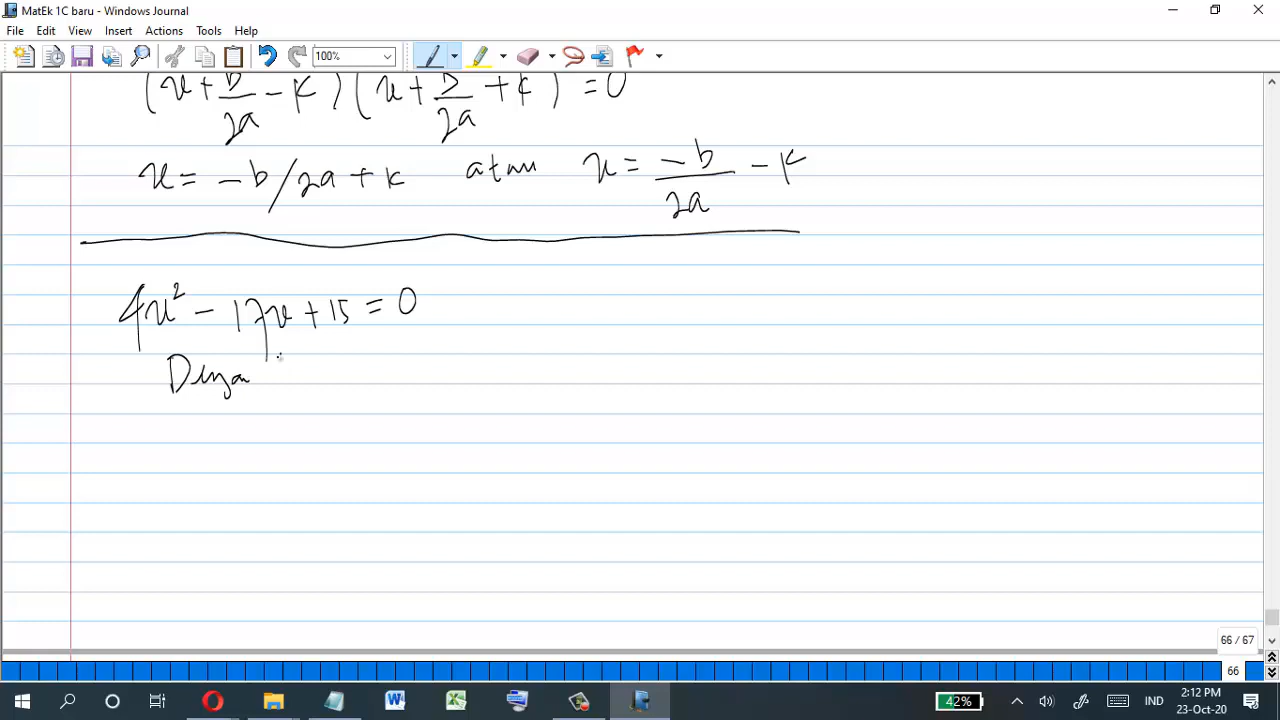 MatEk 1C baru - Windows Journal
File Edit View Insert Actions Tools Help
100%
(x + b/2a - k) (x + b/2a + k) = 0
x = -b/2a + k atau x = -b/2a - k
4x² - 17x + 15 = 0
Dengan
66 / 67
66
42%
IND
2:12 PM
23-Oct-20